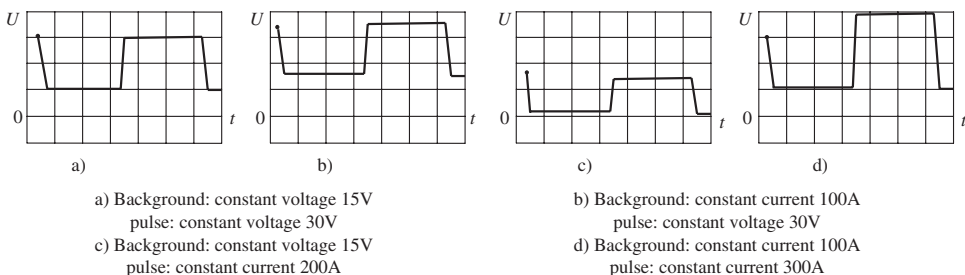 U
0
t
a)
U
0
t
b)
U
0
t
c)
U
0
t
d)
a) Background: constant voltage 15V
pulse: constant voltage 30V
b) Background: constant current 100A
pulse: constant voltage 30V
c) Background: constant voltage 15V
pulse: constant current 200A
d) Background: constant current 100A
pulse: constant current 300A